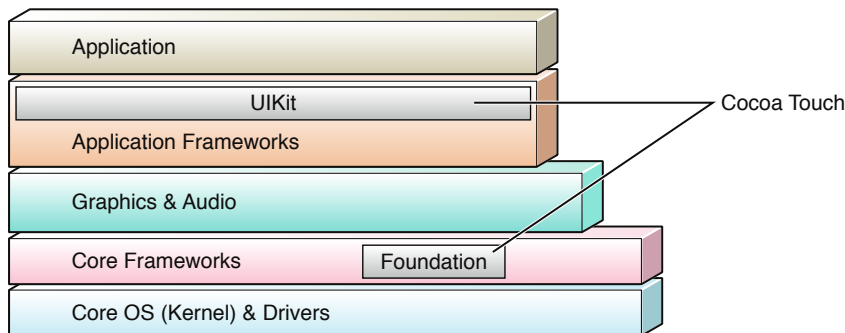 Application
UIKit
Cocoa Touch
Application Frameworks
Graphics & Audio
Core Frameworks
Foundation
Core OS (Kernel) & Drivers